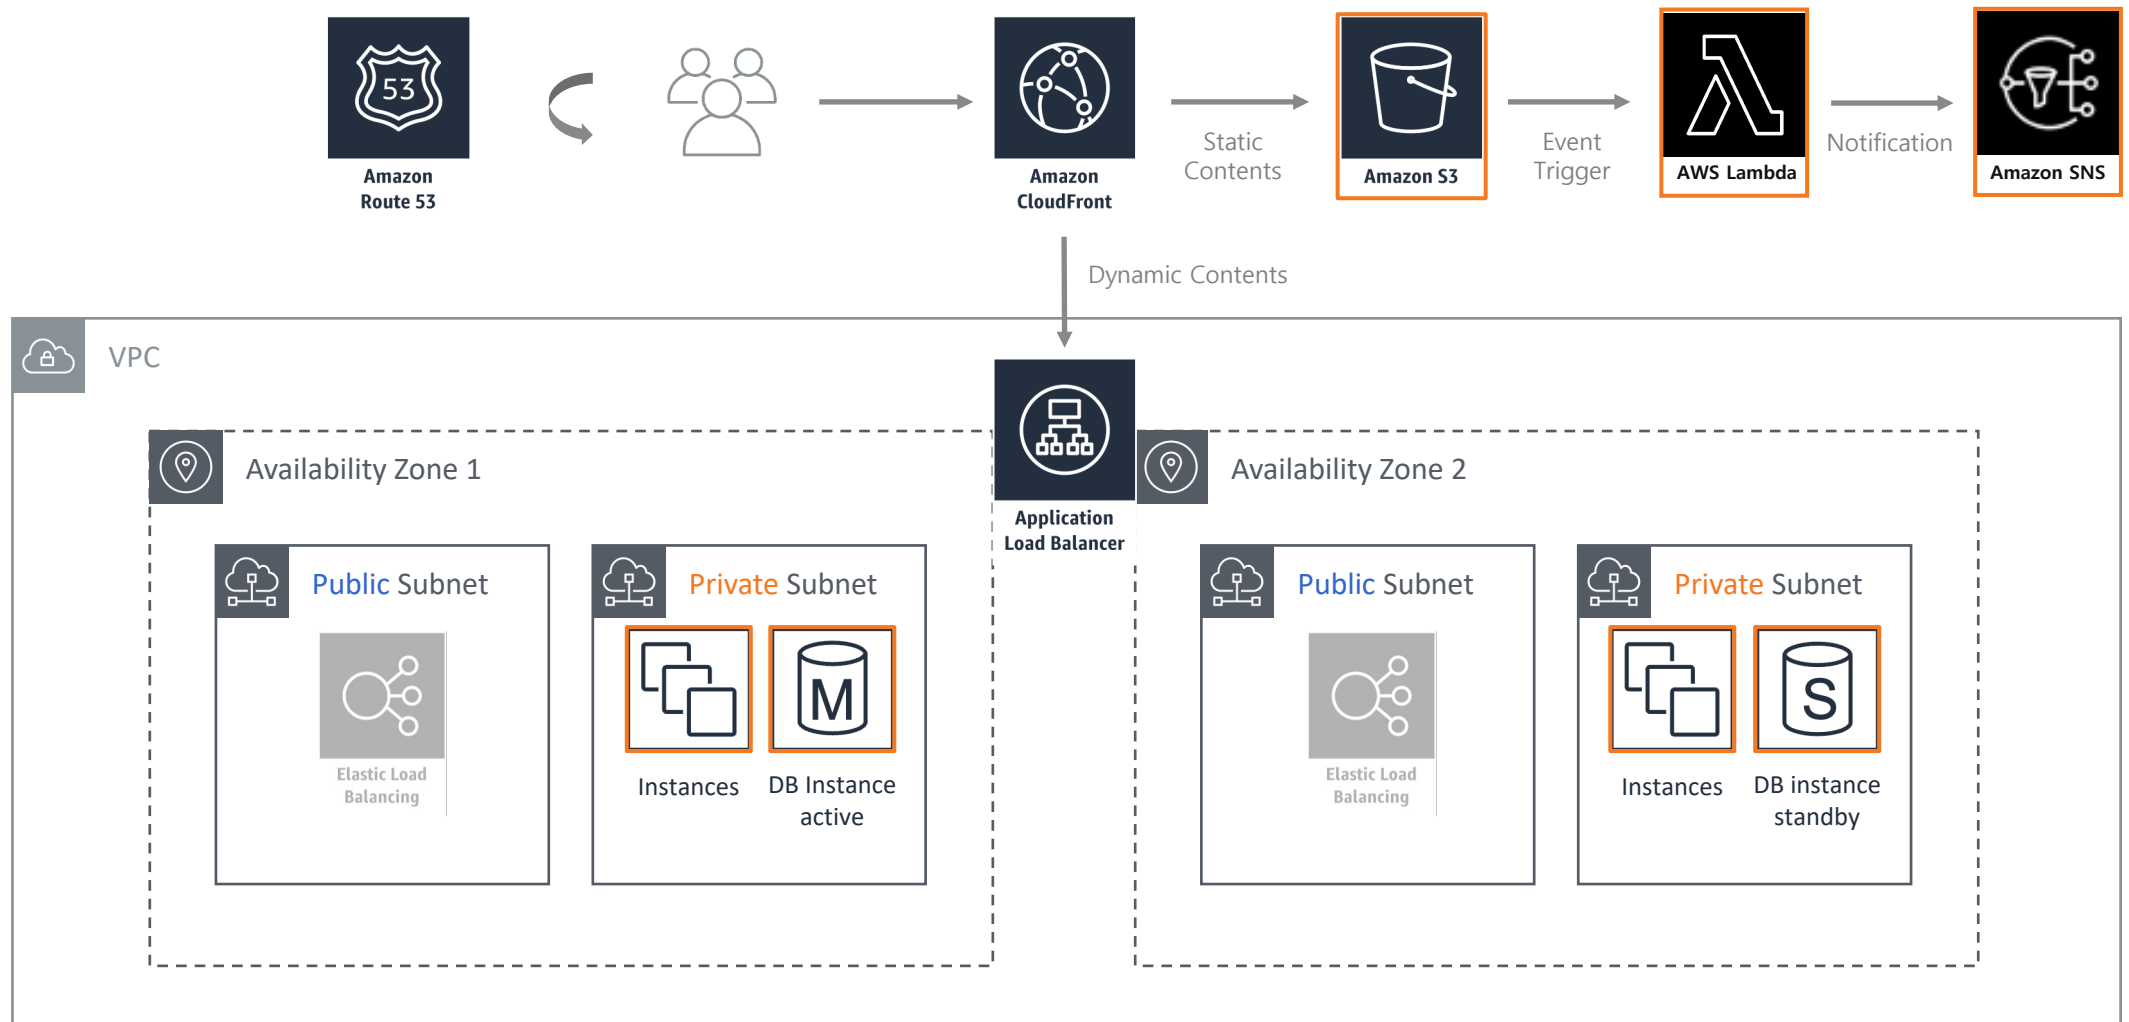 53
Amazon
Route 53
Amazon
CloudFront
Static
Contents
Amazon S3
Event
Trigger
AWS Lambda
Notification
Amazon SNS
Dynamic Contents
VPC
Application
Load Balancer
Availability Zone 1
Public Subnet
Elastic Load
Balancing
Private Subnet
Instances
M
DB Instance
active
Availability Zone 2
Public Subnet
Elastic Load
Balancing
Private Subnet
Instances
S
DB instance
standby